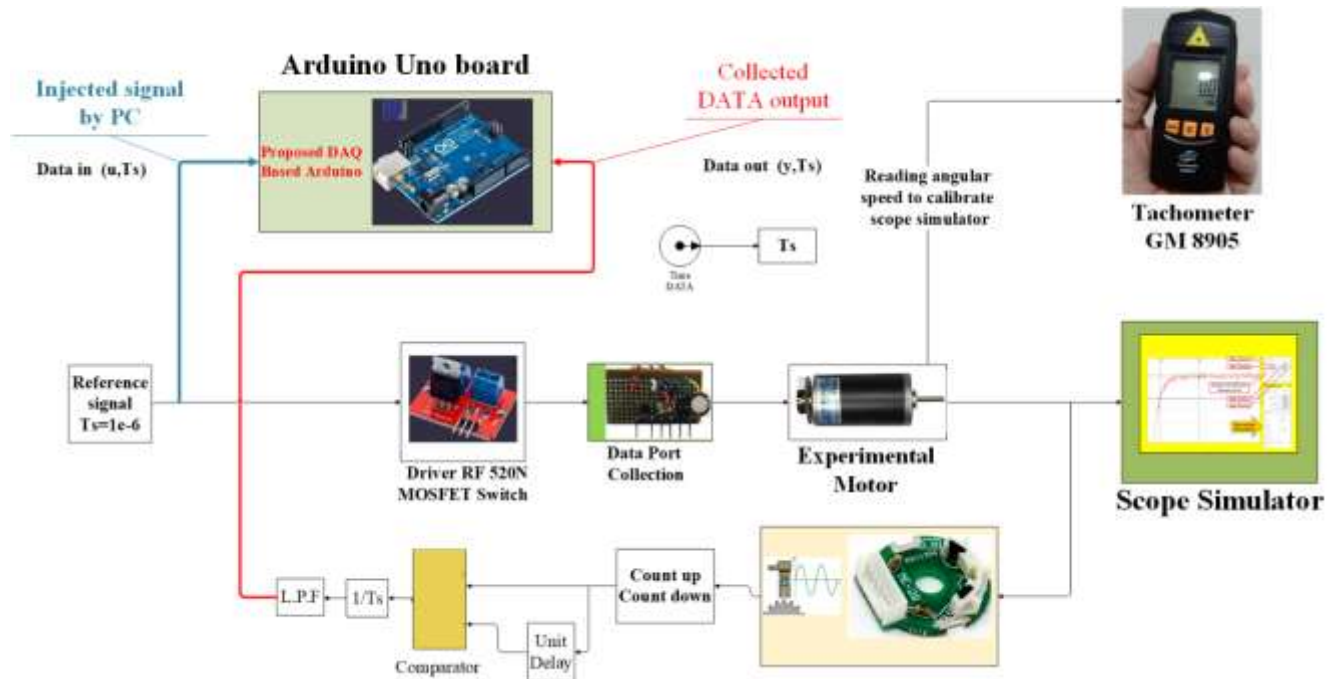 Arduino Uno board
Injected signal
by PC
Collected
DATA output
Data in (u,Ts)
Proposed DAQ
Based Arduino
Data out (y,Ts)
Reading angular
speed to calibrate
scope simulator
Tachometer
GM 8905
Ts
Time
DATA
Reference
signal
Ts=1e-6
Driver RF 520N
MOSFET Switch
Data Port
Collection
Experimental
Motor
Scope Simulator
L.P.F
1/Ts
Comparator
Unit
Delay
Count up
Count down